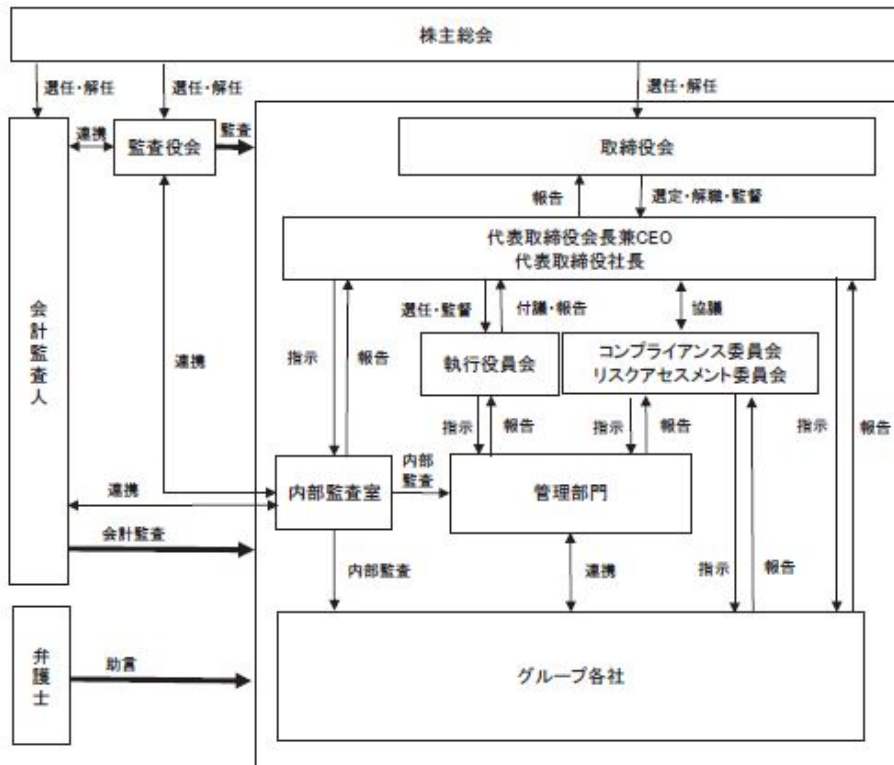 株主総会
選任・解任
選任・解任
選任・解任
連携
監査役会
監査
取締役会
報告
選定・解職・監督
代表取締役会長兼CEO
代表取締役社長
会計監査人
選任・監督
付議・報告
協議
連携
指示
報告
執行役員会
コンプライアンス委員会
リスクアセスメント委員会
指示
報告
指示
報告
指示
報告
連携
内部監査室
内部
監査
管理部門
会計監査
内部監査
連携
指示
報告
弁護士
助言
グループ各社